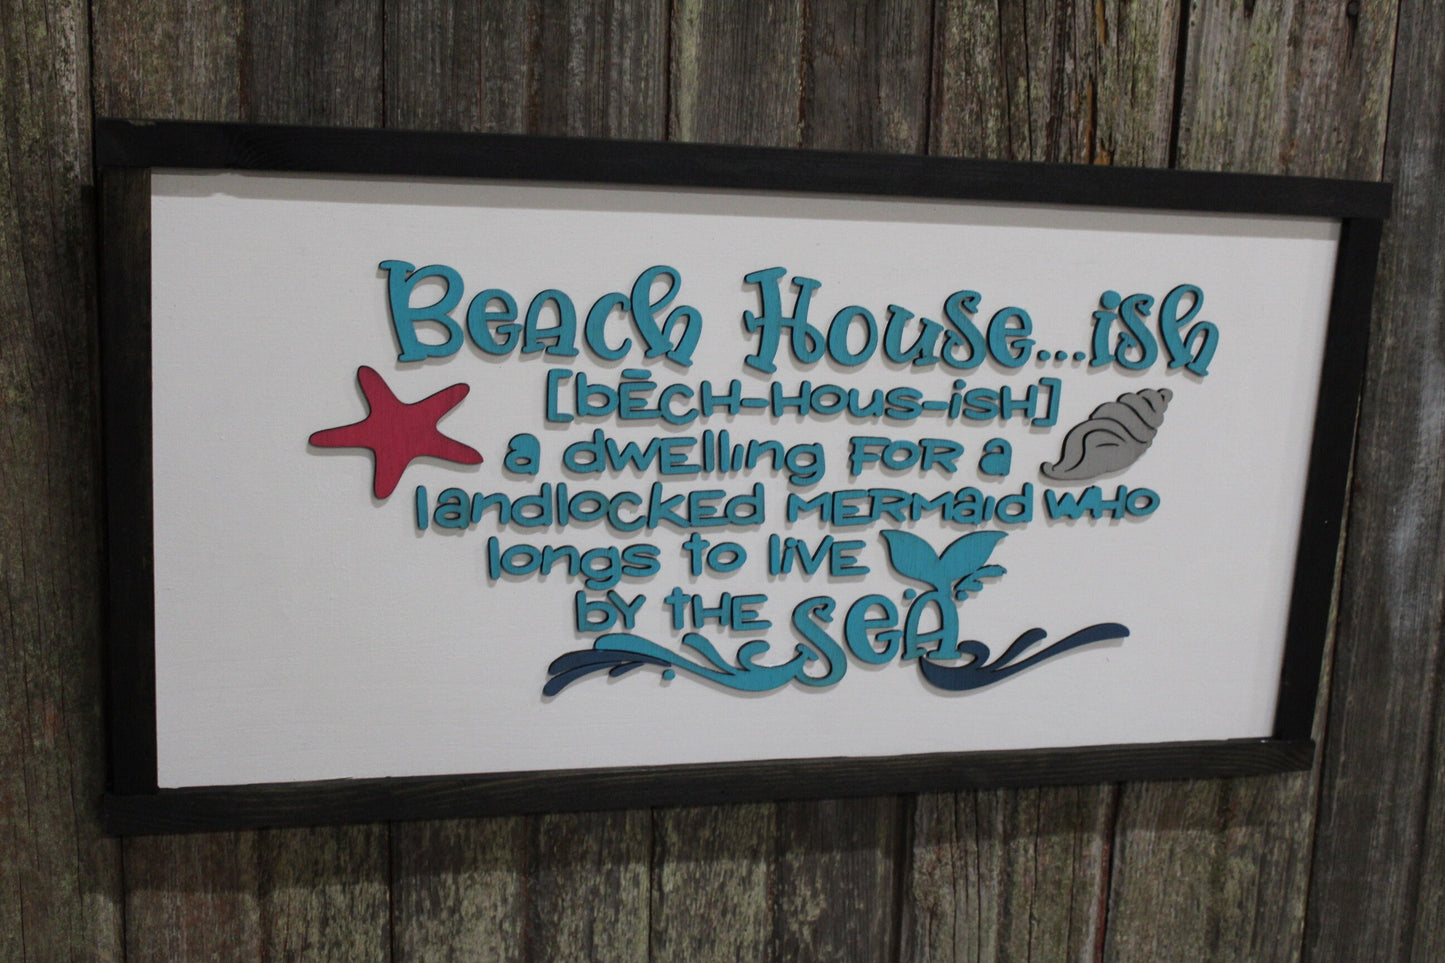 Beach House...ish
[bēch-hous-ish]
a dwelling for a
landlocked mermaid who
longs to live
by the sea